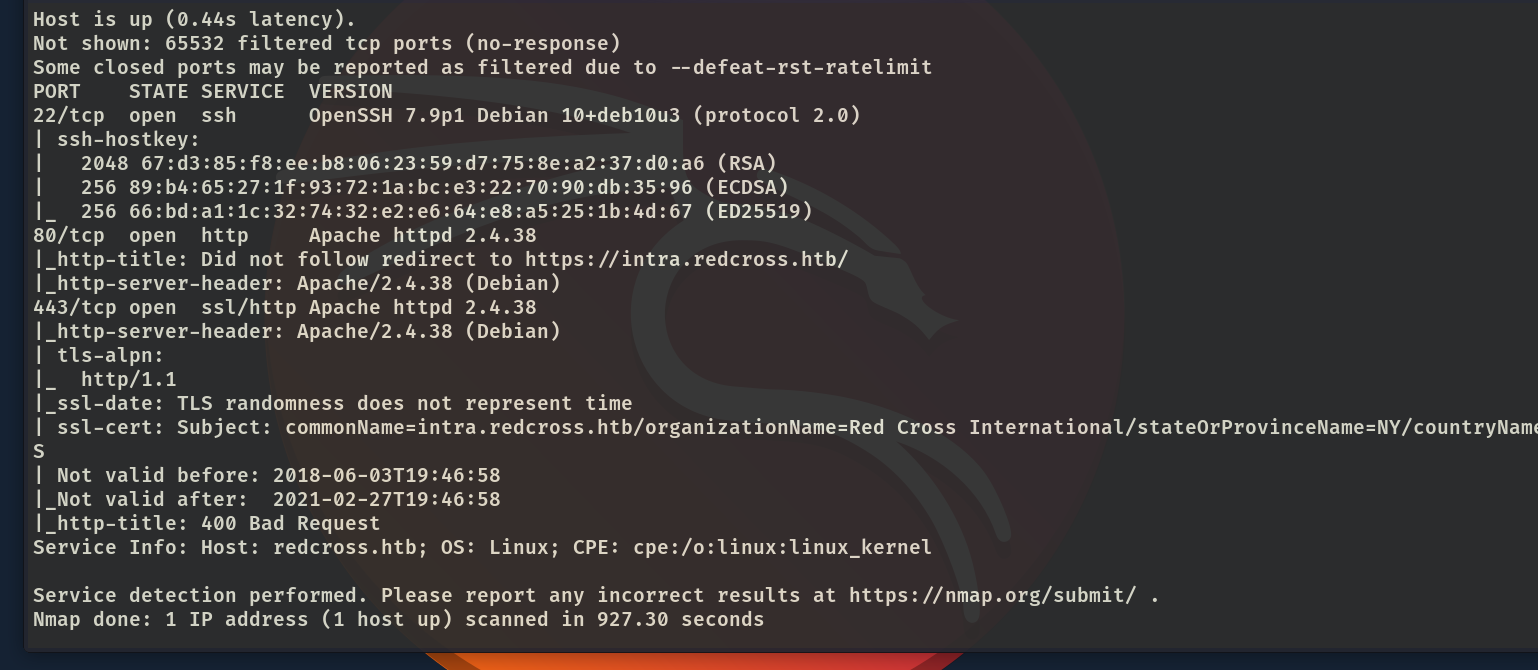 Host is up (0.44s latency).
Not shown: 65532 filtered tcp ports (no-response)
Some closed ports may be reported as filtered due to --defeat-rst-ratelimit
PORT    STATE SERVICE  VERSION
22/tcp  open  ssh      OpenSSH 7.9p1 Debian 10+deb10u3 (protocol 2.0)
| ssh-hostkey:
|   2048 67:d3:85:f8:ee:b8:06:23:59:d7:75:8e:a2:37:d0:a6 (RSA)
|   256 89:b4:65:27:1f:93:72:1a:bc:e3:22:70:90:db:35:96 (ECDSA)
|_  256 66:bd:a1:1c:32:74:32:e2:e6:64:e8:a5:25:1b:4d:67 (ED25519)
80/tcp  open  http     Apache httpd 2.4.38
|_http-title: Did not follow redirect to https://intra.redcross.htb/
|_http-server-header: Apache/2.4.38 (Debian)
443/tcp open  ssl/http Apache httpd 2.4.38
|_http-server-header: Apache/2.4.38 (Debian)
| tls-alpn:
|_  http/1.1
|_ssl-date: TLS randomness does not represent time
| ssl-cert: Subject: commonName=intra.redcross.htb/organizationName=Red Cross International/stateOrProvinceName=NY/countryName
S
| Not valid before: 2018-06-03T19:46:58
|_Not valid after:  2021-02-27T19:46:58
|_http-title: 400 Bad Request
Service Info: Host: redcross.htb; OS: Linux; CPE: cpe:/o:linux:linux_kernel

Service detection performed. Please report any incorrect results at https://nmap.org/submit/ .
Nmap done: 1 IP address (1 host up) scanned in 927.30 seconds